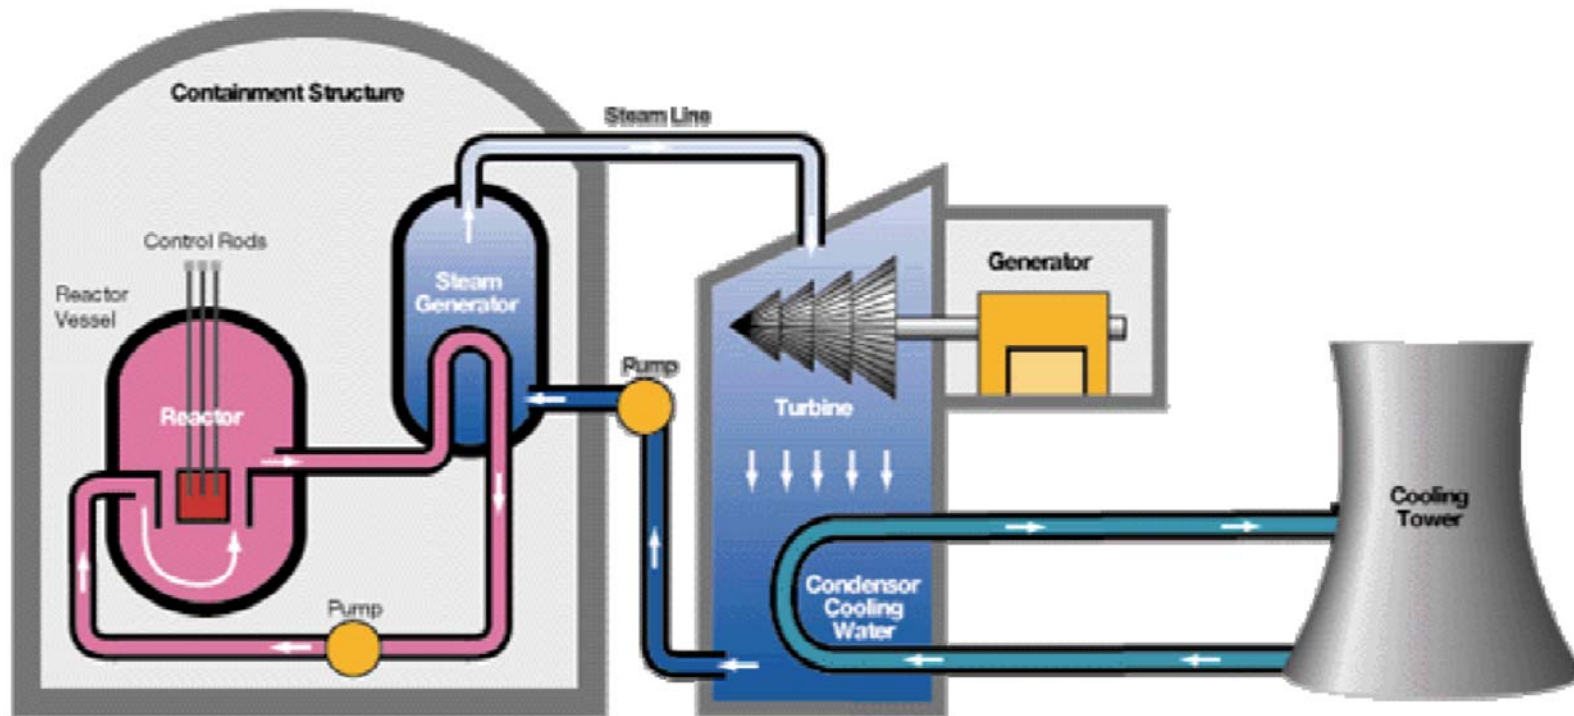 Containment Structure
Steam Line
Control Rods
Reactor
Vessel
Steam
Generator
Generator
Pump
Reactor
Turbine
Cooling
Tower
Condensor
Cooling
Water
Pump